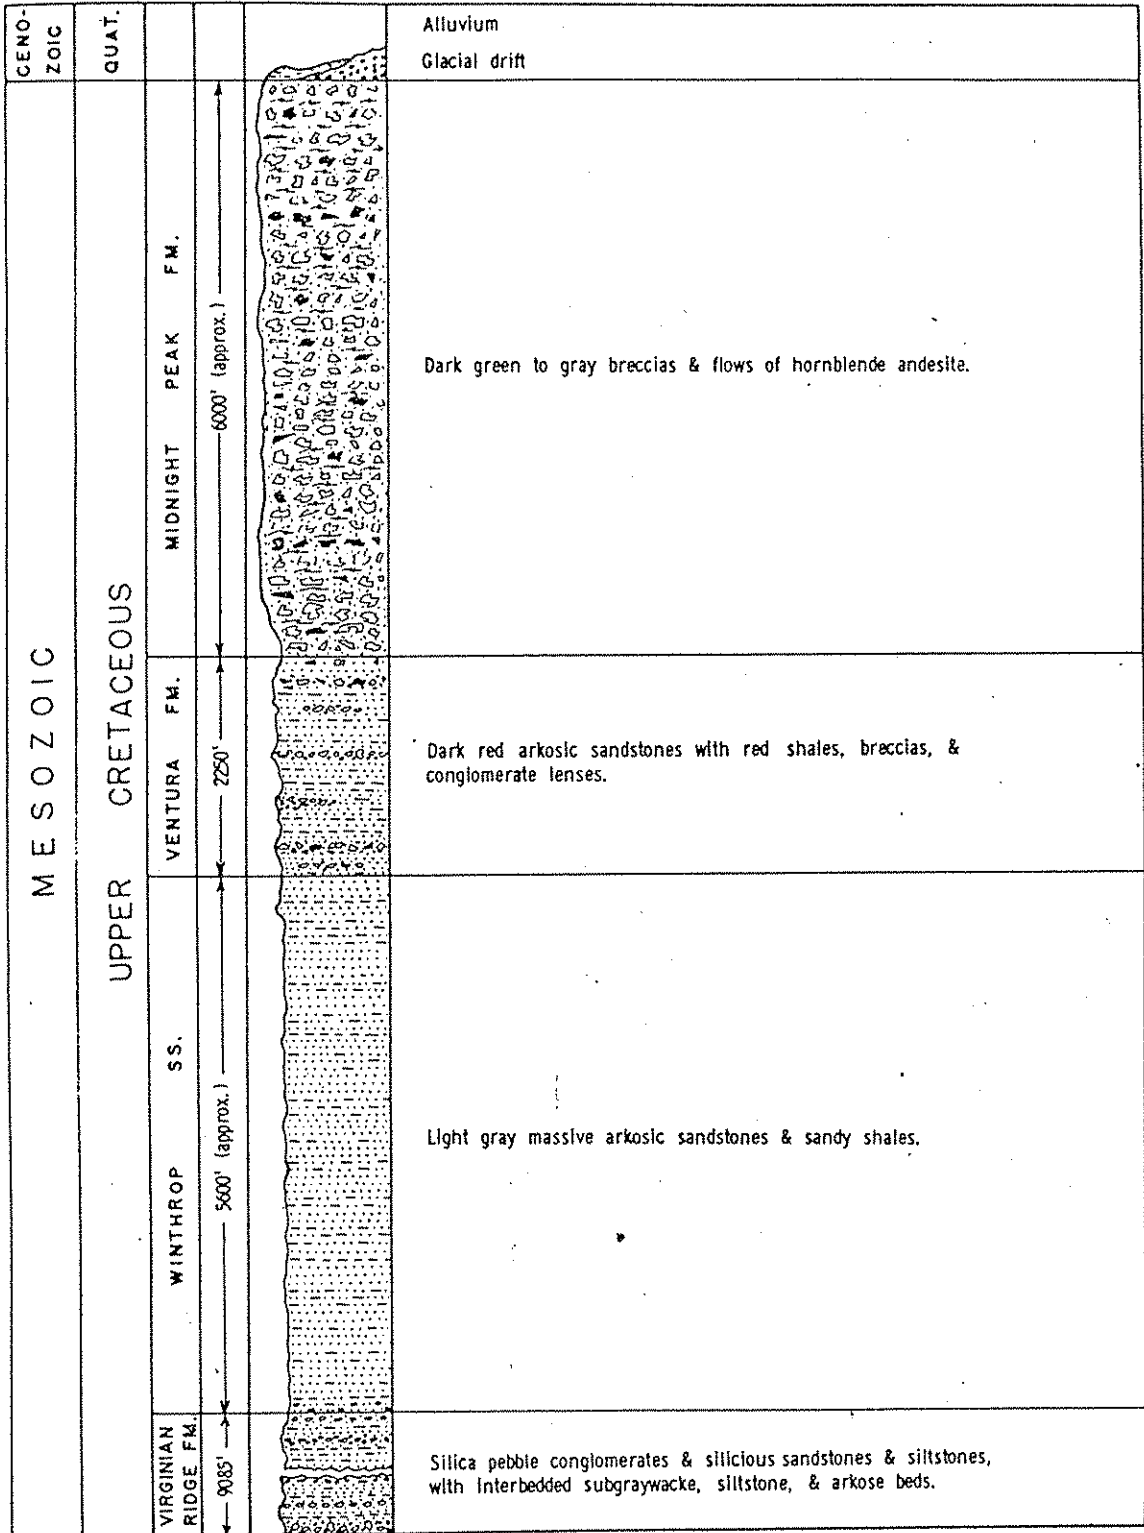 CENO-
ZOIC
QUAT.
Alluvium
Glacial drift
MESOZOIC
UPPER CRETACEOUS
MIDNIGHT PEAK FM.
6000' (approx.)
Dark green to gray breccias & flows of hornblende andesite.
VENTURA FM.
2250'
Dark red arkosic sandstones with red shales, breccias, &
conglomerate lenses.
WINTHROP SS.
5600' (approx.)
Light gray massive arkosic sandstones & sandy shales.
VIRGINIAN
RIDGE FM.
9085'
Silica pebble conglomerates & silicious sandstones & siltstones,
with interbedded subgraywacke, siltstone, & arkose beds.